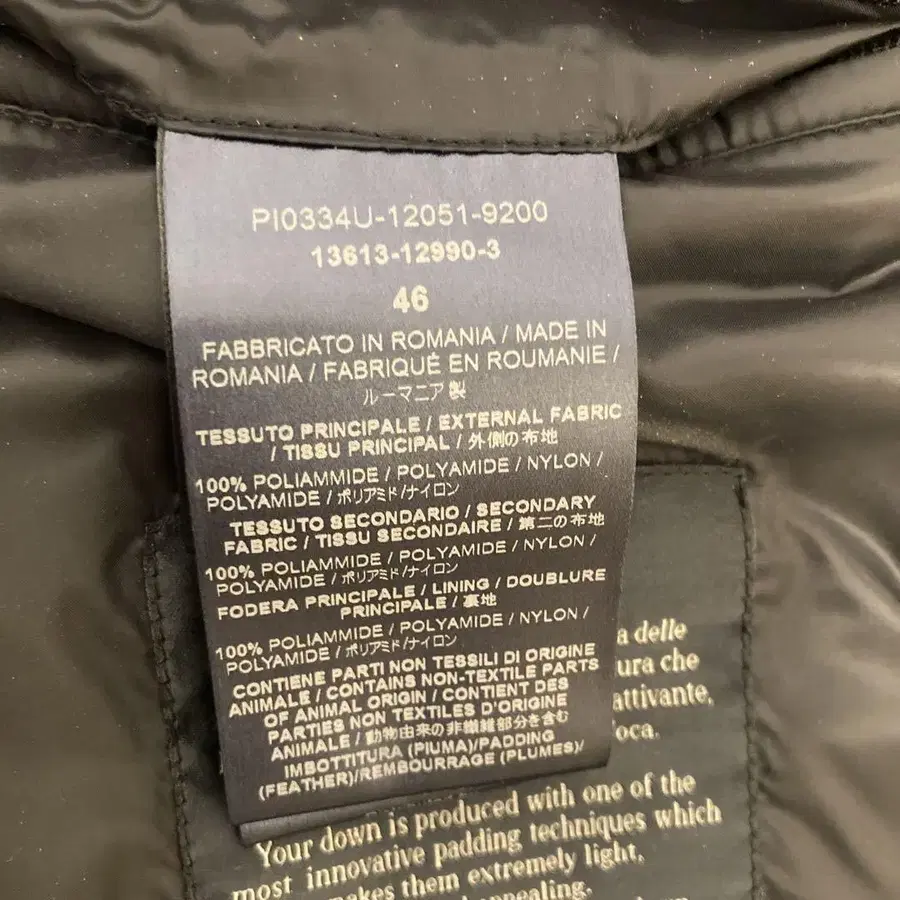 PI0334U-12051-9200
13613-12990-3
46
FABBRICATO IN ROMANIA / MADE IN
ROMANIA / FABRIQUÉ EN ROUMANIE /
ルーマニア製
TESSUTO PRINCIPALE / EXTERNAL FABRIC
/ TISSU PRINCIPAL / 外側の布地
100% POLIAMMIDE / POLYAMIDE / NYLON /
POLYAMIDE / ポリアミド/ナイロン
TESSUTO SECONDARIO / SECONDARY
FABRIC / TISSU SECONDAIRE / 第二の布地
100% POLIAMMIDE / POLYAMIDE / NYLON /
POLYAMIDE / ポリアミド/ナイロン
FODERA PRINCIPALE / LINING / DOUBLURE
PRINCIPALE / 裏地
100% POLIAMMIDE / POLYAMIDE / NYLON /
POLYAMIDE / ポリアミド/ナイロン
CONTIENE PARTI NON TESSILI DI ORIGINE
ANIMALE / CONTAINS NON-TEXTILE PARTS
OF ANIMAL ORIGIN / CONTIENT DES
PARTIES NON TEXTILES D'ORIGINE
ANIMALE / 動物由来の非繊維部分を含む
IMBOTTITURA (PIUMA)/PADDING
(FEATHER)/REMBOURRAGE (PLUMES)/
a delle
ura che
attivante,
oca.
Your down is produced with one of the
most innovative padding techniques which
makes them extremely light,
appealing.